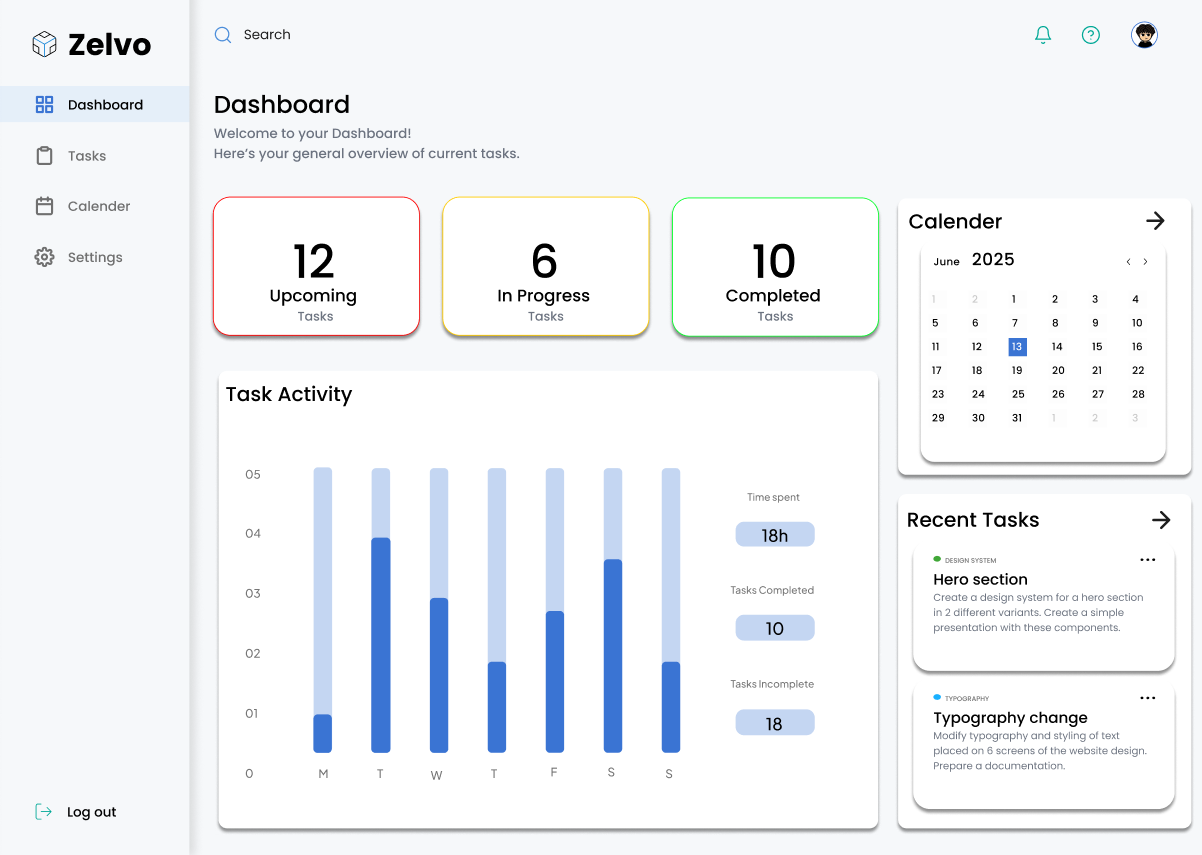 Zelvo
Search
Dashboard
Tasks
Calender
Settings
Log out
Dashboard
Welcome to your Dashboard!
Here’s your general overview of current tasks.
12
Upcoming
Tasks
6
In Progress
Tasks
10
Completed
Tasks
Task Activity
05
04
03
02
01
0
M T W T F S S
Time spent
18h
Tasks Completed
10
Tasks Incomplete
18
Calender
June 2025 ‹ ›
1 2 1 2 3 4
5 6 7 8 9 10
11 12 13 14 15 16
17 18 19 20 21 22
23 24 25 26 27 28
29 30 31 1 2 3
Recent Tasks
DESIGN SYSTEM
Hero section
Create a design system for a hero section
in 2 different variants. Create a simple
presentation with these components.
TYPOGRAPHY
Typography change
Modify typography and styling of text
placed on 6 screens of the website design.
Prepare a documentation.